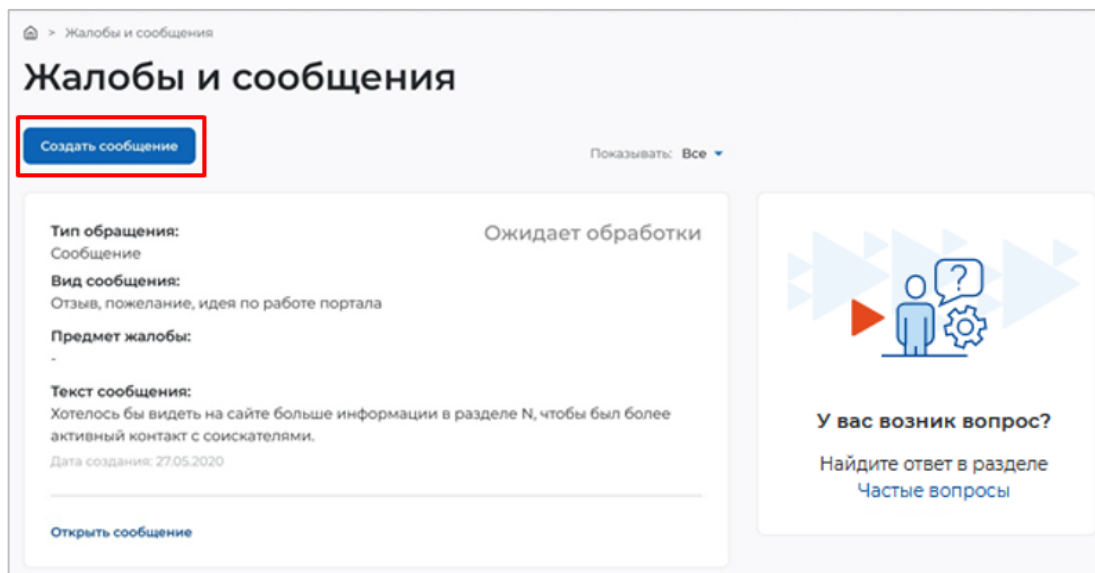 > Жалобы и сообщения
Жалобы и сообщения
Создать сообщение
Показывать: Все
Тип обращения:
Ожидает обработки
Сообщение
Вид сообщения:
Отзыв, пожелание, идея по работе портала
Предмет жалобы:
-
Текст сообщения:
Хотелось бы видеть на сайте больше информации в разделе N, чтобы был более
активный контакт с соискателями.
Дата создания: 27.05.2020
Открыть сообщение
?
У вас возник вопрос?
Найдите ответ в разделе
Частые вопросы